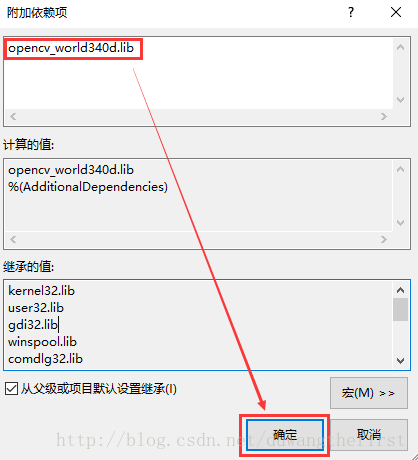 附加依赖项
? ×
opencv_world340d.lib
计算的值:
opencv_world340d.lib
%(AdditionalDependencies)
继承的值:
kernel32.lib
user32.lib
gdi32.lib
winspool.lib
comdlg32.lib
从父级或项目默认设置继承(I)
宏(M) >>
确定
取消
http://blog.csdn.net/duwangthefirst